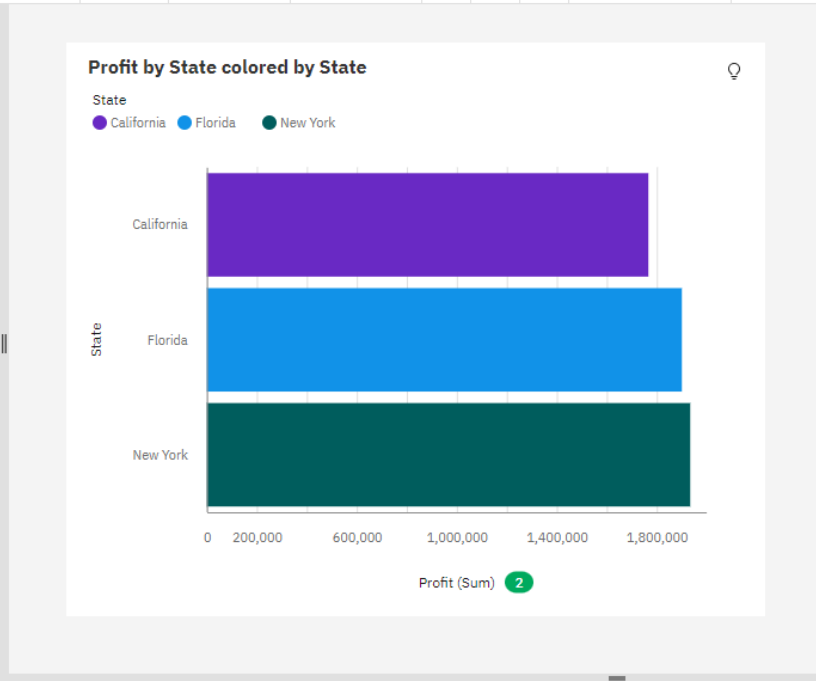 Profit by State colored by State
State
California Florida New York
California
Florida
New York
State
0 200,000 600,000 1,000,000 1,400,000 1,800,000
Profit (Sum) 2